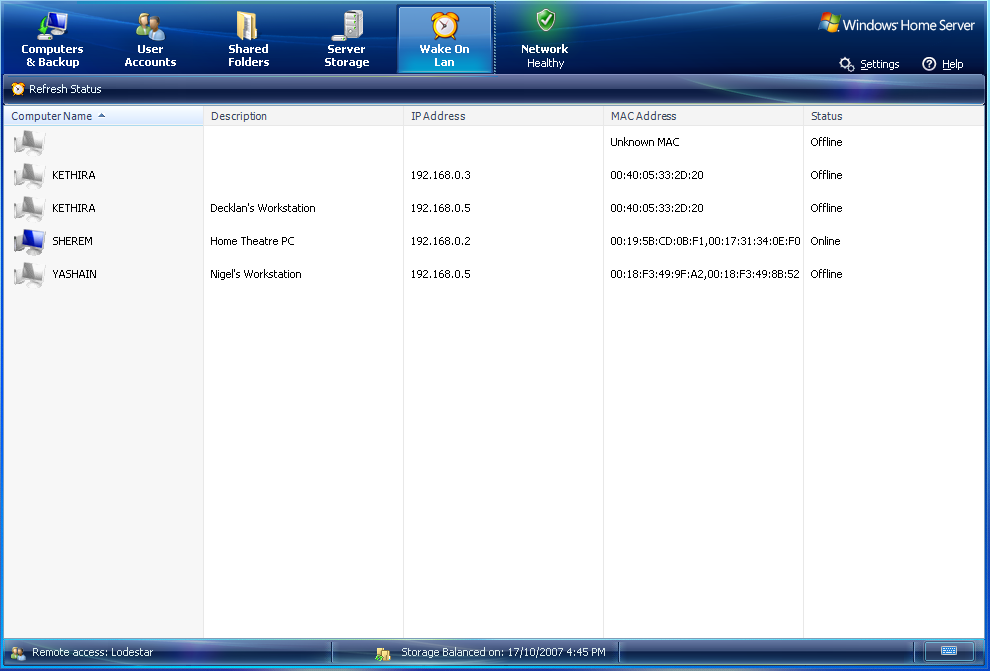 Computers
& Backup
User
Accounts
Shared
Folders
Server
Storage
Wake On
Lan
Network
Healthy
Windows Home Server
Settings
Help
Refresh Status
Computer Name Description IP Address MAC Address Status
Unknown MAC Offline
KETHIRA 192.168.0.3 00:40:05:33:2D:20 Offline
KETHIRA Decklan's Workstation 192.168.0.5 00:40:05:33:2D:20 Offline
SHEREM Home Theatre PC 192.168.0.2 00:19:5B:CD:0B:F1,00:17:31:34:0E:F0 Online
YASHAIN Nigel's Workstation 192.168.0.5 00:18:F3:49:9F:A2,00:18:F3:49:8B:52 Offline
Remote access: Lodestar Storage Balanced on: 17/10/2007 4:45 PM